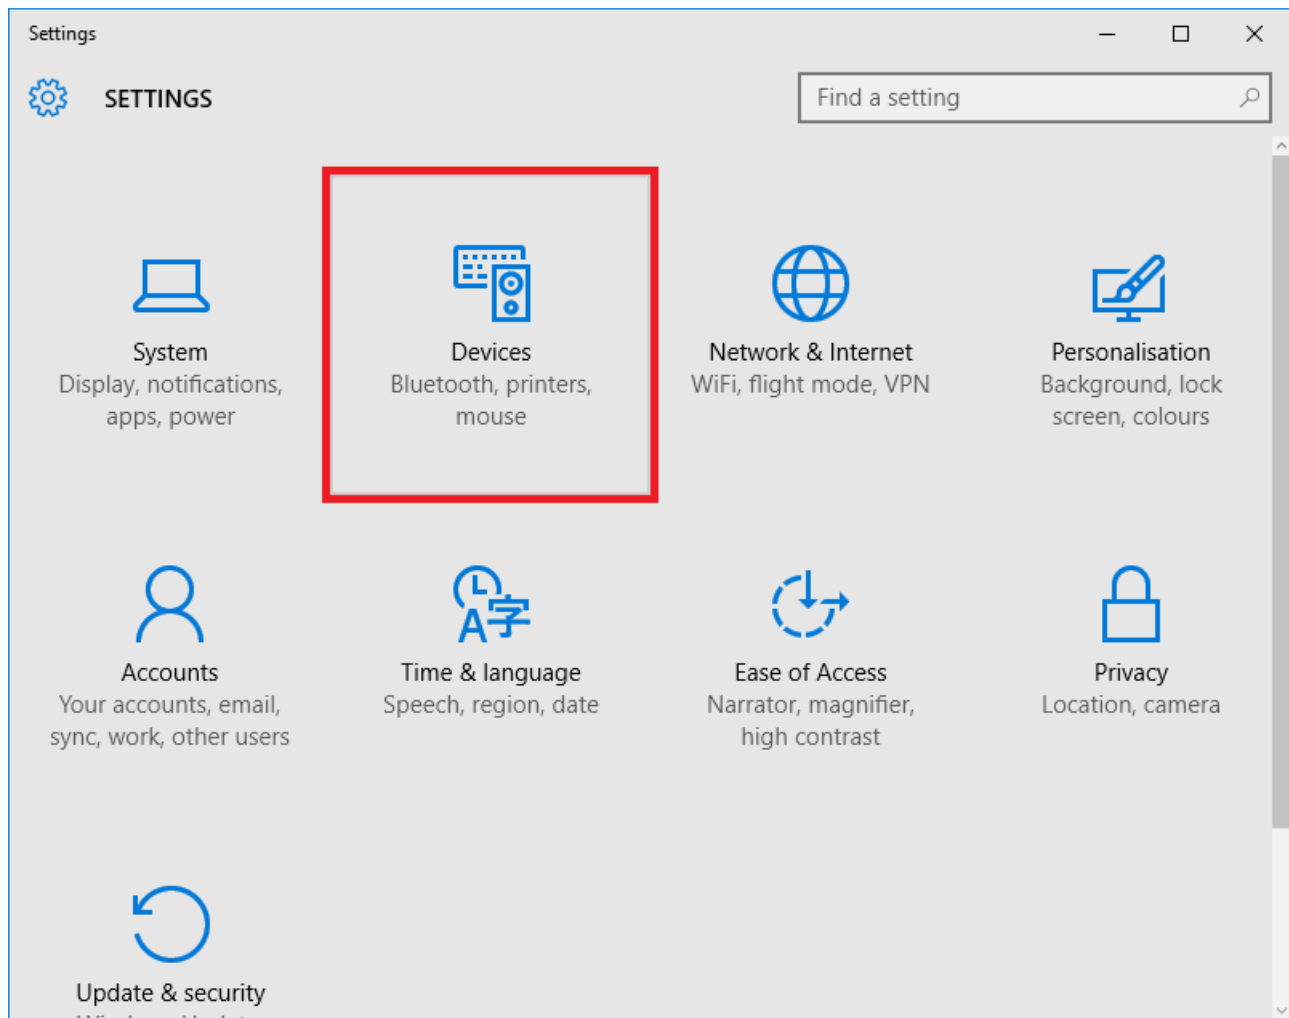 Settings
SETTINGS
Find a setting
System
Display, notifications,
apps, power
Devices
Bluetooth, printers,
mouse
Network & Internet
WiFi, flight mode, VPN
Personalisation
Background, lock
screen, colours
Accounts
Your accounts, email,
sync, work, other users
Time & language
Speech, region, date
Ease of Access
Narrator, magnifier,
high contrast
Privacy
Location, camera
Update & security